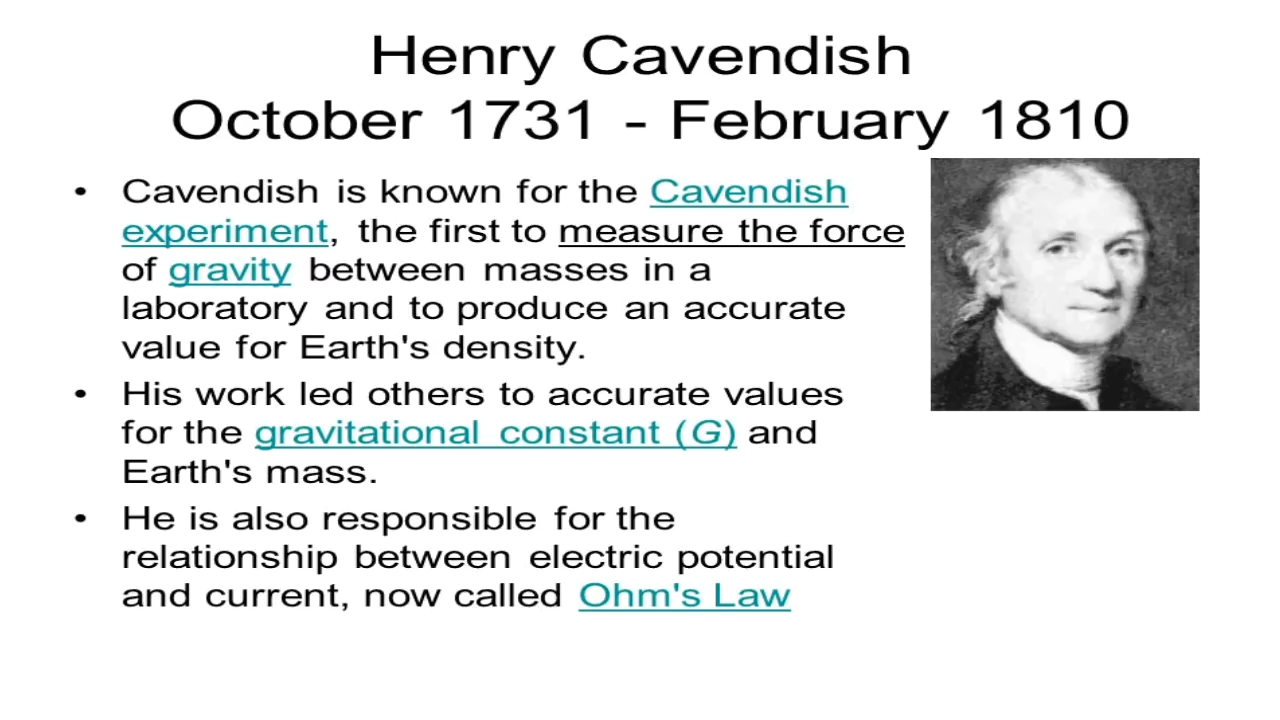 Henry Cavendish
October 1731 - February 1810
• Cavendish is known for the Cavendish
experiment, the first to measure the force
of gravity between masses in a
laboratory and to produce an accurate
value for Earth's density.
• His work led others to accurate values
for the gravitational constant (G) and
Earth's mass.
• He is also responsible for the
relationship between electric potential
and current, now called Ohm's Law